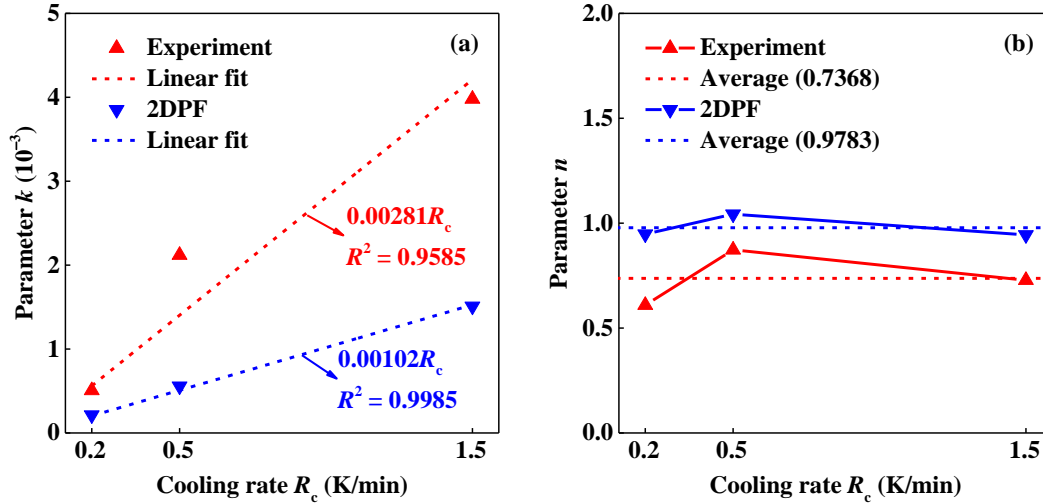 (a)
Experiment
Linear fit
2DPF
Linear fit
0.00281Rc
R² = 0.9585
0.00102Rc
R² = 0.9985
5
4
3
2
1
0
Parameter k (10⁻³)
0.2 0.5 1.5
Cooling rate Rc (K/min)
(b)
Experiment
Average (0.7368)
2DPF
Average (0.9783)
2.0
1.5
1.0
0.5
0.0
Parameter n
0.2 0.5 1.5
Cooling rate Rc (K/min)